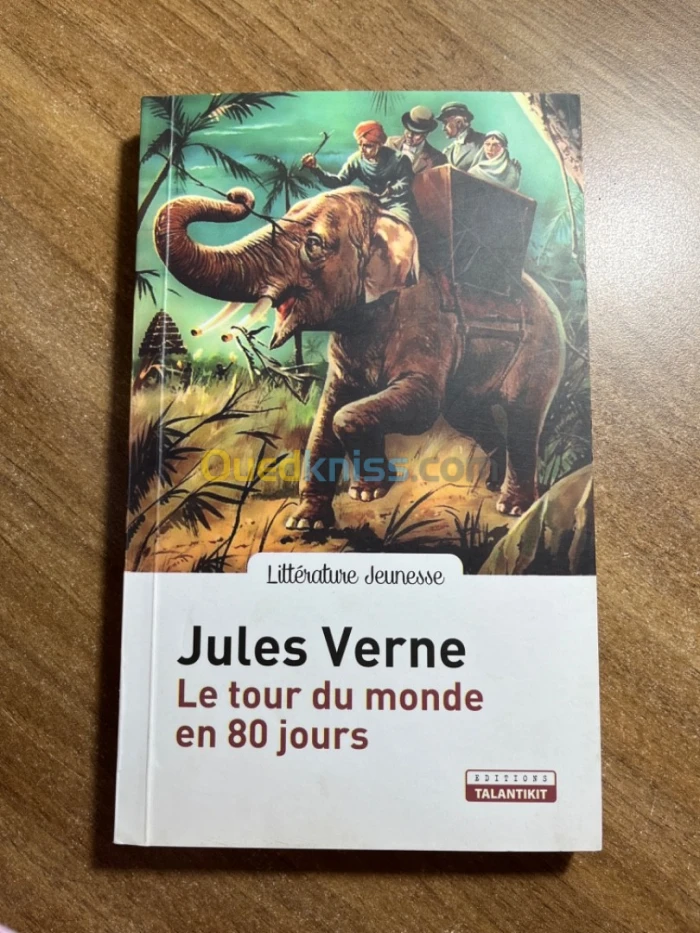 Ouedkniss.com
Littérature Jeunesse
Jules Verne
Le tour du monde
en 80 jours
EDITIONS
TALANTIKIT